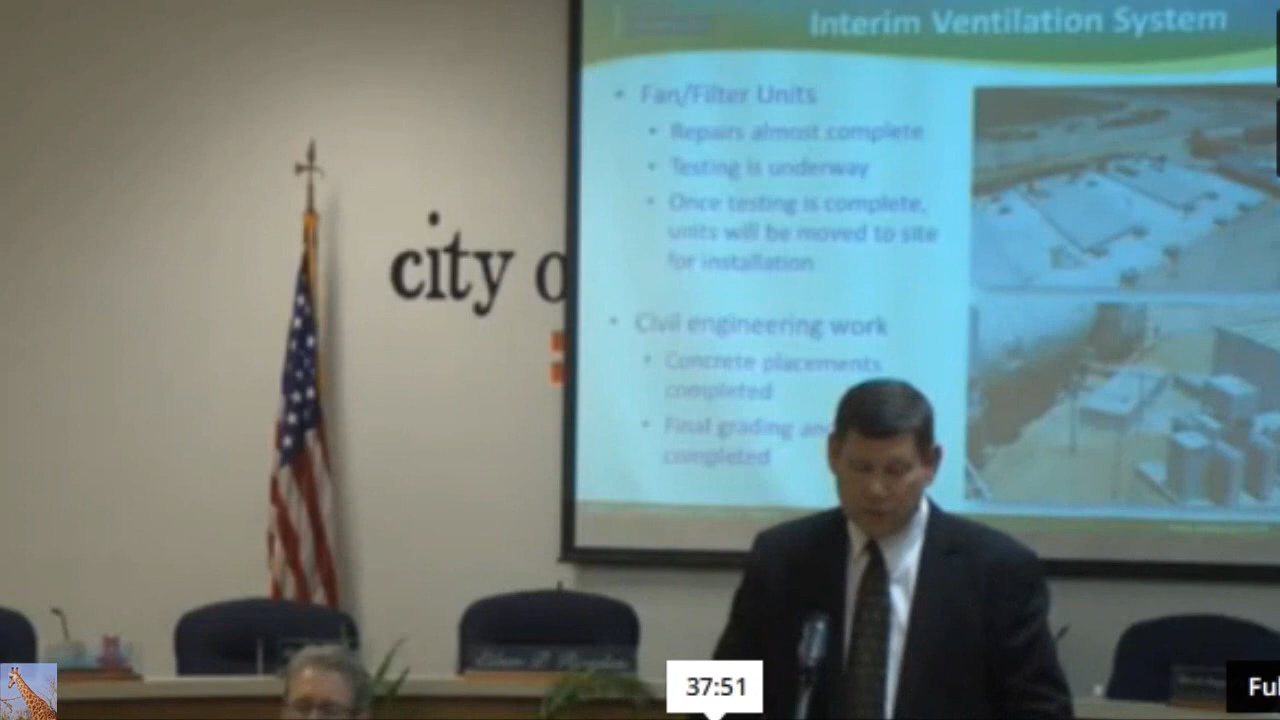 Interim Ventilation System
Fan/Filter Units
Repairs almost complete
Testing is underway
Once testing is complete,
units will be moved to site
for installation
city o
Civil engineering work
Concrete placements
completed
Final grading an
completed
37:51
Ful